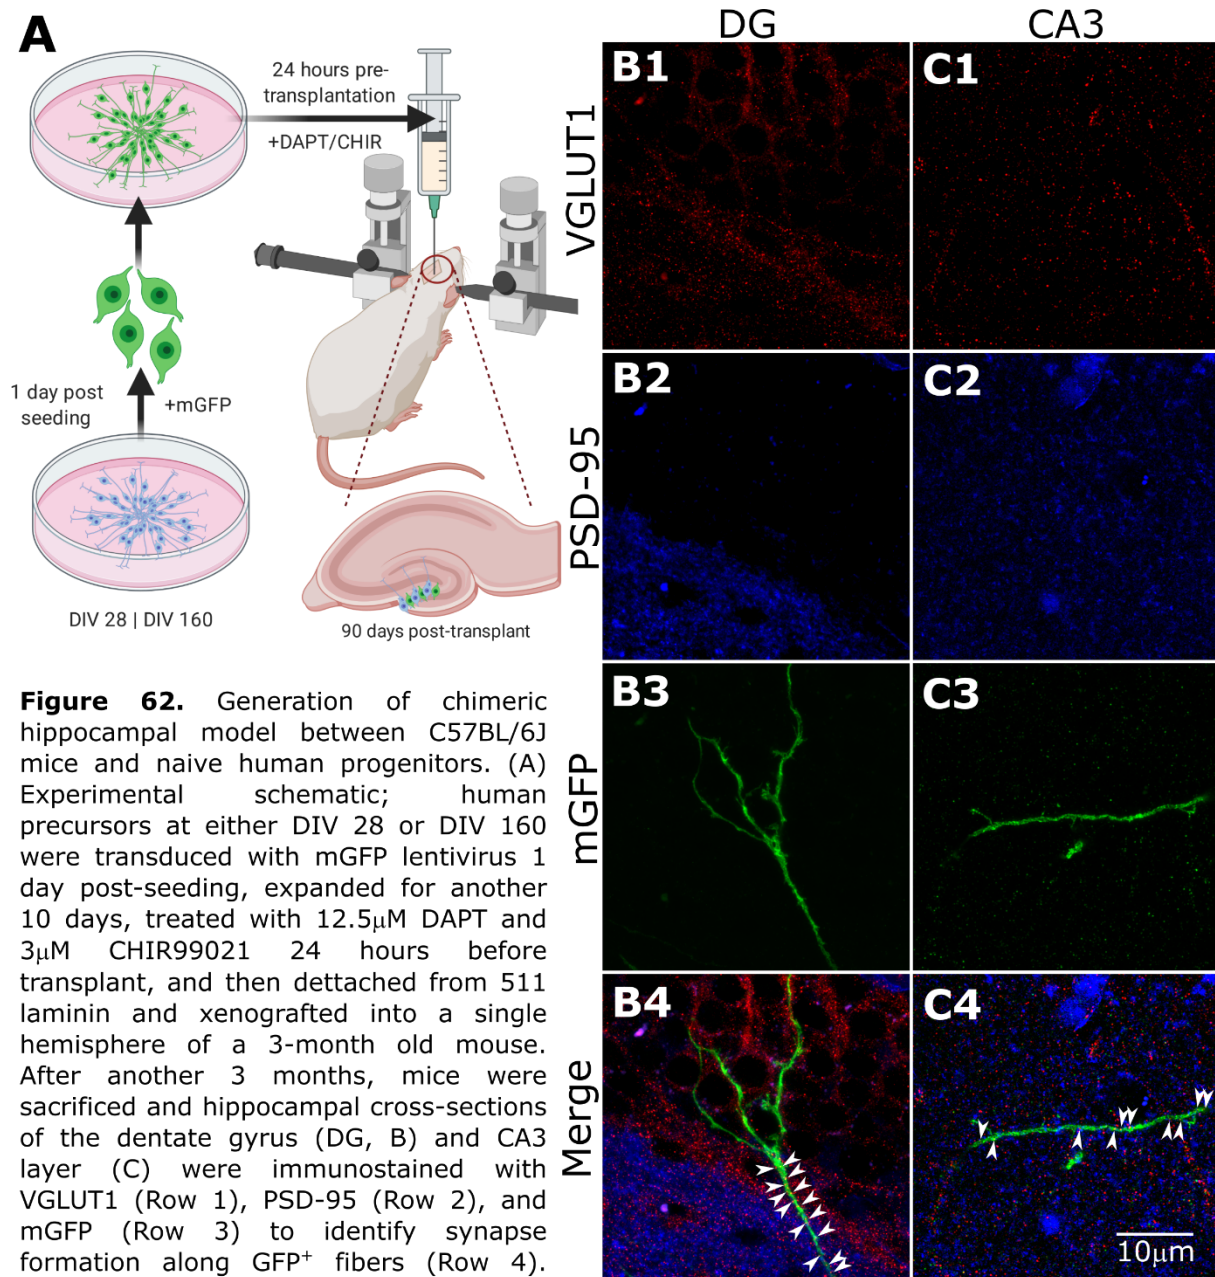 A
24 hours pre-
transplantation
+DAPT/CHIR
1 day post
seeding
+mGFP
DIV 28 | DIV 160
90 days post-transplant
DG
CA3
VGLUT1
B1
C1
PSD-95
B2
C2
mGFP
B3
C3
Merge
B4
C4
10μm
Figure 62. Generation of chimeric
hippocampal model between C57BL/6J
mice and naive human progenitors. (A)
Experimental schematic; human
precursors at either DIV 28 or DIV 160
were transduced with mGFP lentivirus 1
day post-seeding, expanded for another
10 days, treated with 12.5μM DAPT and
3μM CHIR99021 24 hours before
transplant, and then dettached from 511
laminin and xenografted into a single
hemisphere of a 3-month old mouse.
After another 3 months, mice were
sacrificed and hippocampal cross-sections
of the dentate gyrus (DG, B) and CA3
layer (C) were immunostained with
VGLUT1 (Row 1), PSD-95 (Row 2), and
mGFP (Row 3) to identify synapse
formation along GFP⁺ fibers (Row 4).